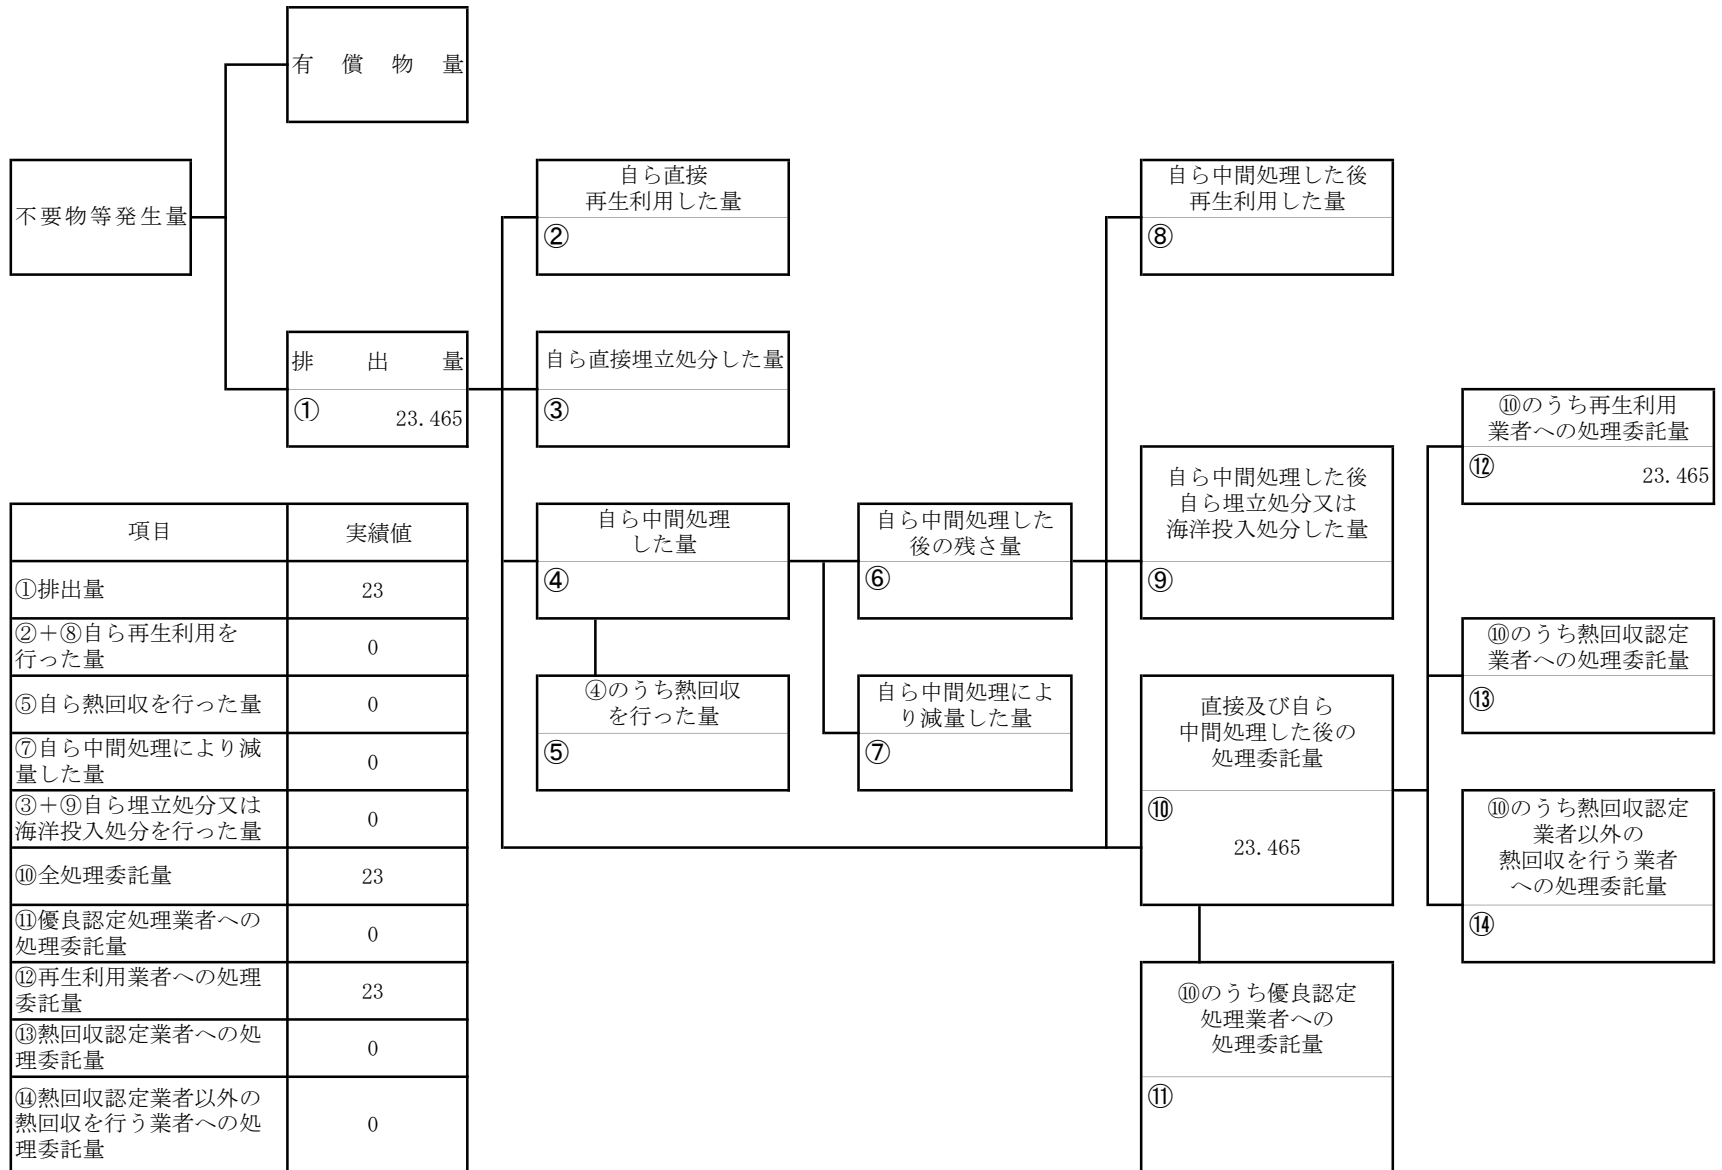 有償物量
不要物等発生量
自ら直接
再生利用した量
②
自ら中間処理した後
再生利用した量
⑧
排出量
① 23.465
自ら直接埋立処分した量
③
⑩のうち再生利用
業者への処理委託量
⑫ 23.465
自ら中間処理
した量
④
自ら中間処理した
後の残さ量
⑥
自ら中間処理した後
自ら埋立処分又は
海洋投入処分した量
⑨
⑩のうち熱回収認定
業者への処理委託量
⑬
④のうち熱回収
を行った量
⑤
自ら中間処理によ
り減量した量
⑦
直接及び自ら
中間処理した後の
処理委託量
⑩
23.465
⑩のうち熱回収認定
業者以外の
熱回収を行う業者
への処理委託量
⑭
⑩のうち優良認定
処理業者への
処理委託量
⑪
項目 実績値
①排出量 23
②＋⑧自ら再生利用を
行った量 0
⑤自ら熱回収を行った量 0
⑦自ら中間処理により減
量した量 0
③＋⑨自ら埋立処分又は
海洋投入処分を行った量 0
⑩全処理委託量 23
⑪優良認定処理業者への
処理委託量 0
⑫再生利用業者への処理
委託量 23
⑬熱回収認定業者への処
理委託量 0
⑭熱回収認定業者以外の
熱回収を行う業者への処
理委託量 0